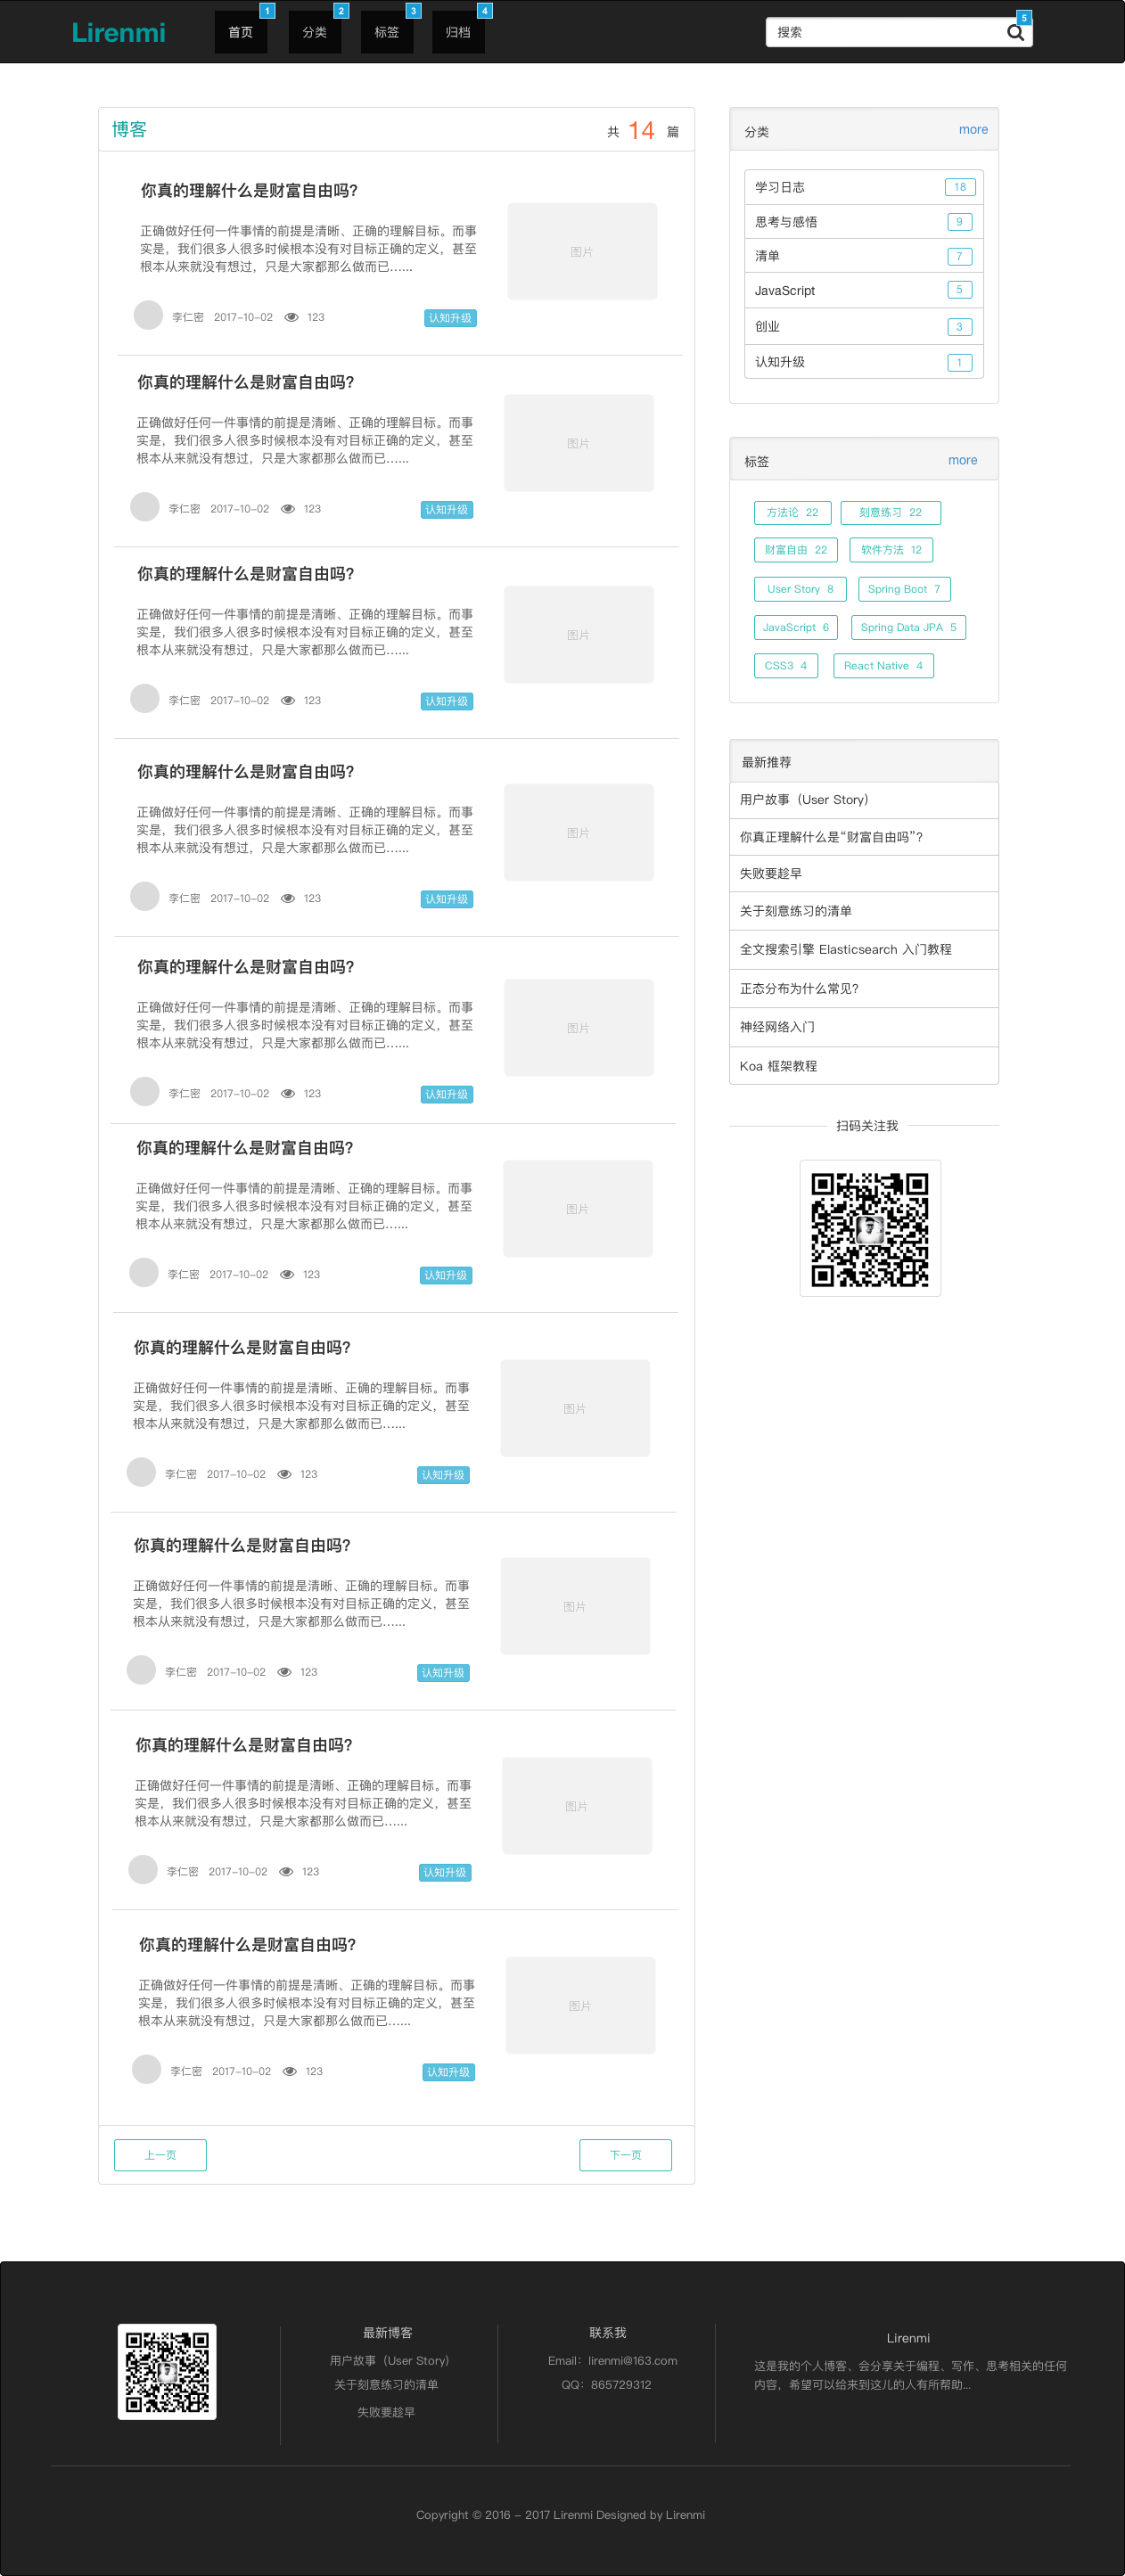 Lirenmi
首页 1
分类 2
标签 3
归档 4
搜索 5
博客
共 14 篇
你真的理解什么是财富自由吗?
正确做好任何一件事情的前提是清晰、正确的理解目标。而事
实是，我们很多人很多时候根本没有对目标正确的定义，甚至
根本从来就没有想过，只是大家都那么做而已......
图片
李仁密 2017-10-02 123 认知升级
你真的理解什么是财富自由吗?
正确做好任何一件事情的前提是清晰、正确的理解目标。而事
实是，我们很多人很多时候根本没有对目标正确的定义，甚至
根本从来就没有想过，只是大家都那么做而已......
图片
李仁密 2017-10-02 123 认知升级
你真的理解什么是财富自由吗?
正确做好任何一件事情的前提是清晰、正确的理解目标。而事
实是，我们很多人很多时候根本没有对目标正确的定义，甚至
根本从来就没有想过，只是大家都那么做而已......
图片
李仁密 2017-10-02 123 认知升级
你真的理解什么是财富自由吗?
正确做好任何一件事情的前提是清晰、正确的理解目标。而事
实是，我们很多人很多时候根本没有对目标正确的定义，甚至
根本从来就没有想过，只是大家都那么做而已......
图片
李仁密 2017-10-02 123 认知升级
你真的理解什么是财富自由吗?
正确做好任何一件事情的前提是清晰、正确的理解目标。而事
实是，我们很多人很多时候根本没有对目标正确的定义，甚至
根本从来就没有想过，只是大家都那么做而已......
图片
李仁密 2017-10-02 123 认知升级
你真的理解什么是财富自由吗?
正确做好任何一件事情的前提是清晰、正确的理解目标。而事
实是，我们很多人很多时候根本没有对目标正确的定义，甚至
根本从来就没有想过，只是大家都那么做而已......
图片
李仁密 2017-10-02 123 认知升级
你真的理解什么是财富自由吗?
正确做好任何一件事情的前提是清晰、正确的理解目标。而事
实是，我们很多人很多时候根本没有对目标正确的定义，甚至
根本从来就没有想过，只是大家都那么做而已......
图片
李仁密 2017-10-02 123 认知升级
你真的理解什么是财富自由吗?
正确做好任何一件事情的前提是清晰、正确的理解目标。而事
实是，我们很多人很多时候根本没有对目标正确的定义，甚至
根本从来就没有想过，只是大家都那么做而已......
图片
李仁密 2017-10-02 123 认知升级
你真的理解什么是财富自由吗?
正确做好任何一件事情的前提是清晰、正确的理解目标。而事
实是，我们很多人很多时候根本没有对目标正确的定义，甚至
根本从来就没有想过，只是大家都那么做而已......
图片
李仁密 2017-10-02 123 认知升级
你真的理解什么是财富自由吗?
正确做好任何一件事情的前提是清晰、正确的理解目标。而事
实是，我们很多人很多时候根本没有对目标正确的定义，甚至
根本从来就没有想过，只是大家都那么做而已......
图片
李仁密 2017-10-02 123 认知升级
上一页 下一页
分类 more
学习日志 18
思考与感悟 9
清单 7
JavaScript 5
创业 3
认知升级 1
标签 more
方法论 22 刻意练习 22
财富自由 22 软件方法 12
User Story 8 Spring Boot 7
JavaScript 6 Spring Data JPA 5
CSS3 4 React Native 4
最新推荐
用户故事（User Story）
你真正理解什么是“财富自由吗”?
失败要趁早
关于刻意练习的清单
全文搜索引擎 Elasticsearch 入门教程
正态分布为什么常见?
神经网络入门
Koa 框架教程
扫码关注我
最新博客
用户故事（User Story）
关于刻意练习的清单
失败要趁早
联系我
Email：lirenmi@163.com
QQ：865729312
Lirenmi
这是我的个人博客、会分享关于编程、写作、思考相关的任何
内容，希望可以给来到这儿的人有所帮助...
Copyright © 2016 - 2017 Lirenmi Designed by Lirenmi